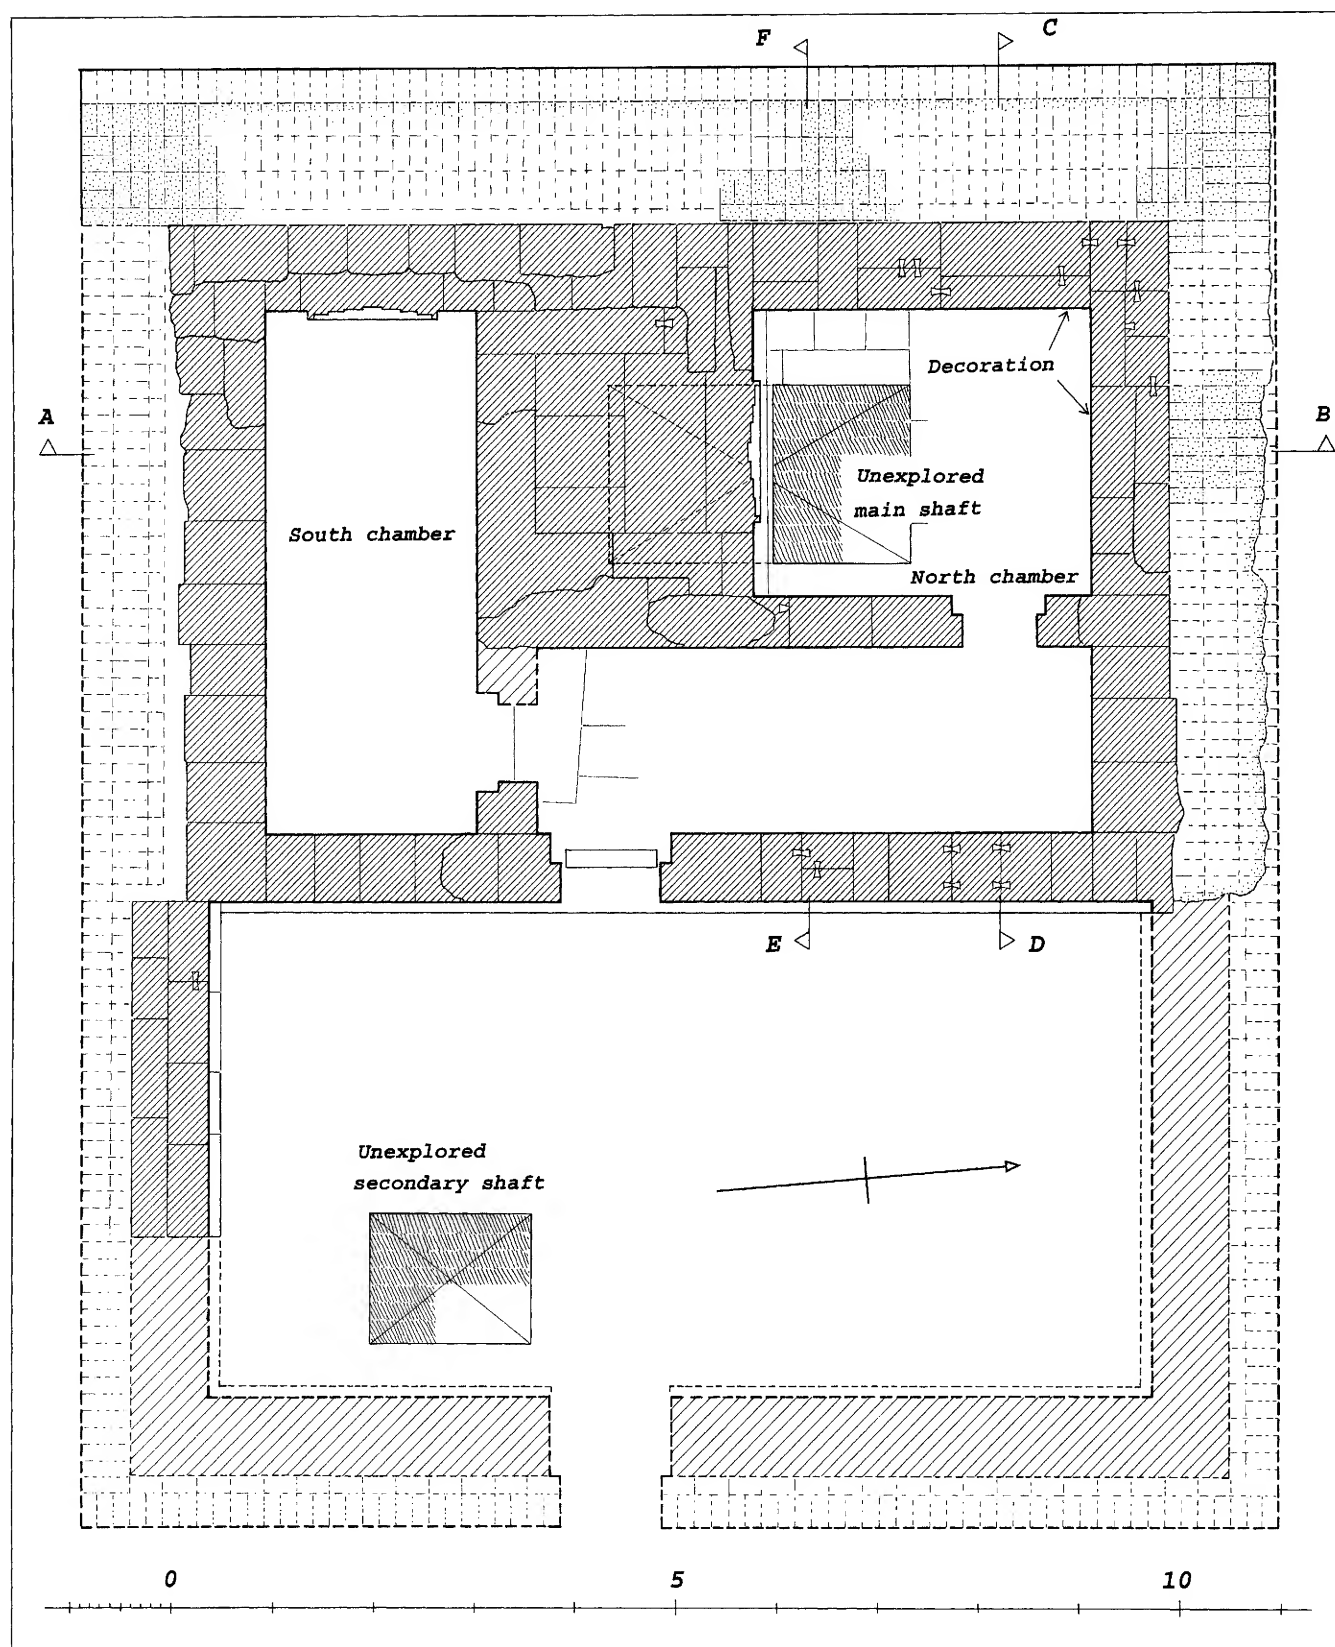 F
C
Decoration
A
B
Unexplored
main shaft
South chamber
North chamber
E
D
Unexplored
secondary shaft
0 5 10